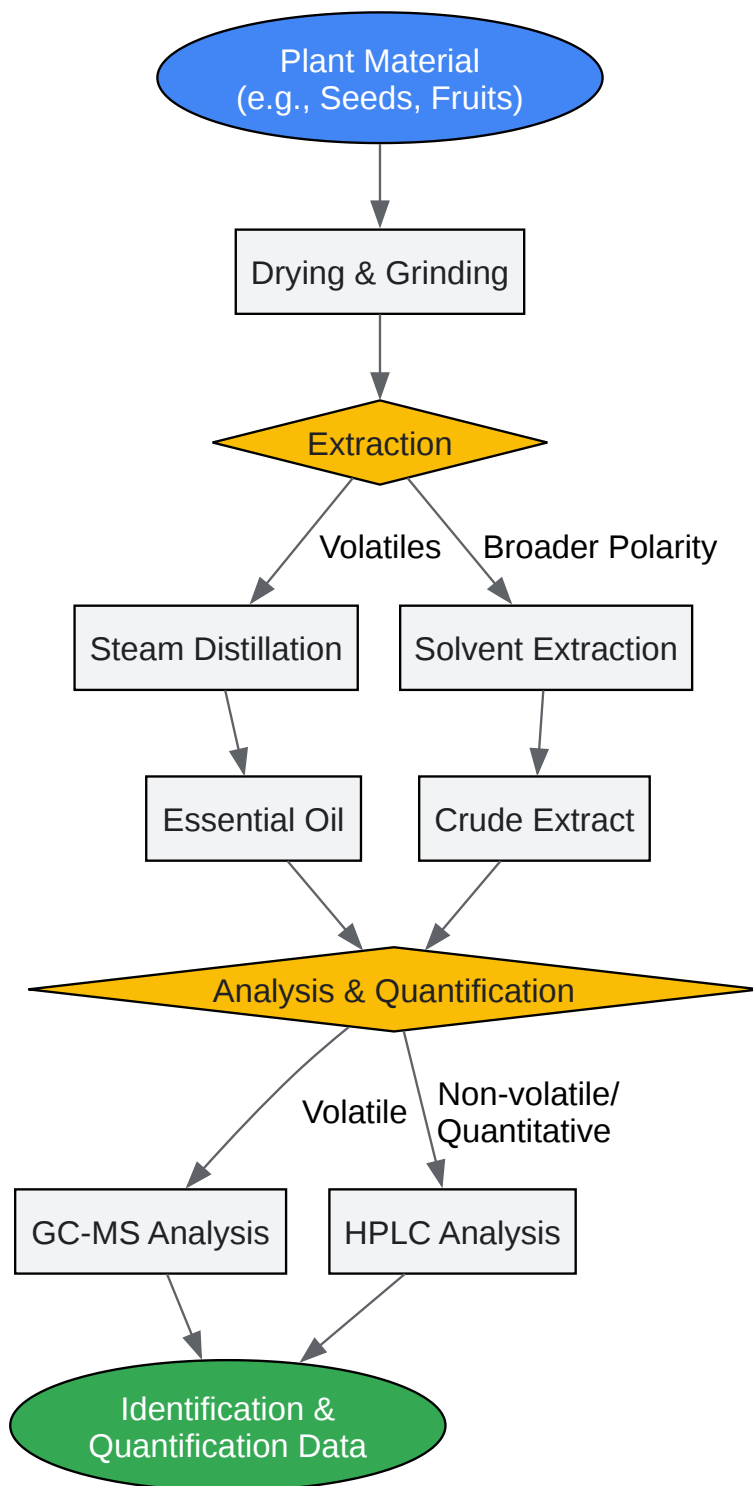 Plant Material
(e.g., Seeds, Fruits)
Drying & Grinding
Extraction
Volatiles
Broader Polarity
Steam Distillation
Solvent Extraction
Essential Oil
Crude Extract
Analysis & Quantification
Volatile
Non-volatile/
Quantitative
GC-MS Analysis
HPLC Analysis
Identification &
Quantification Data